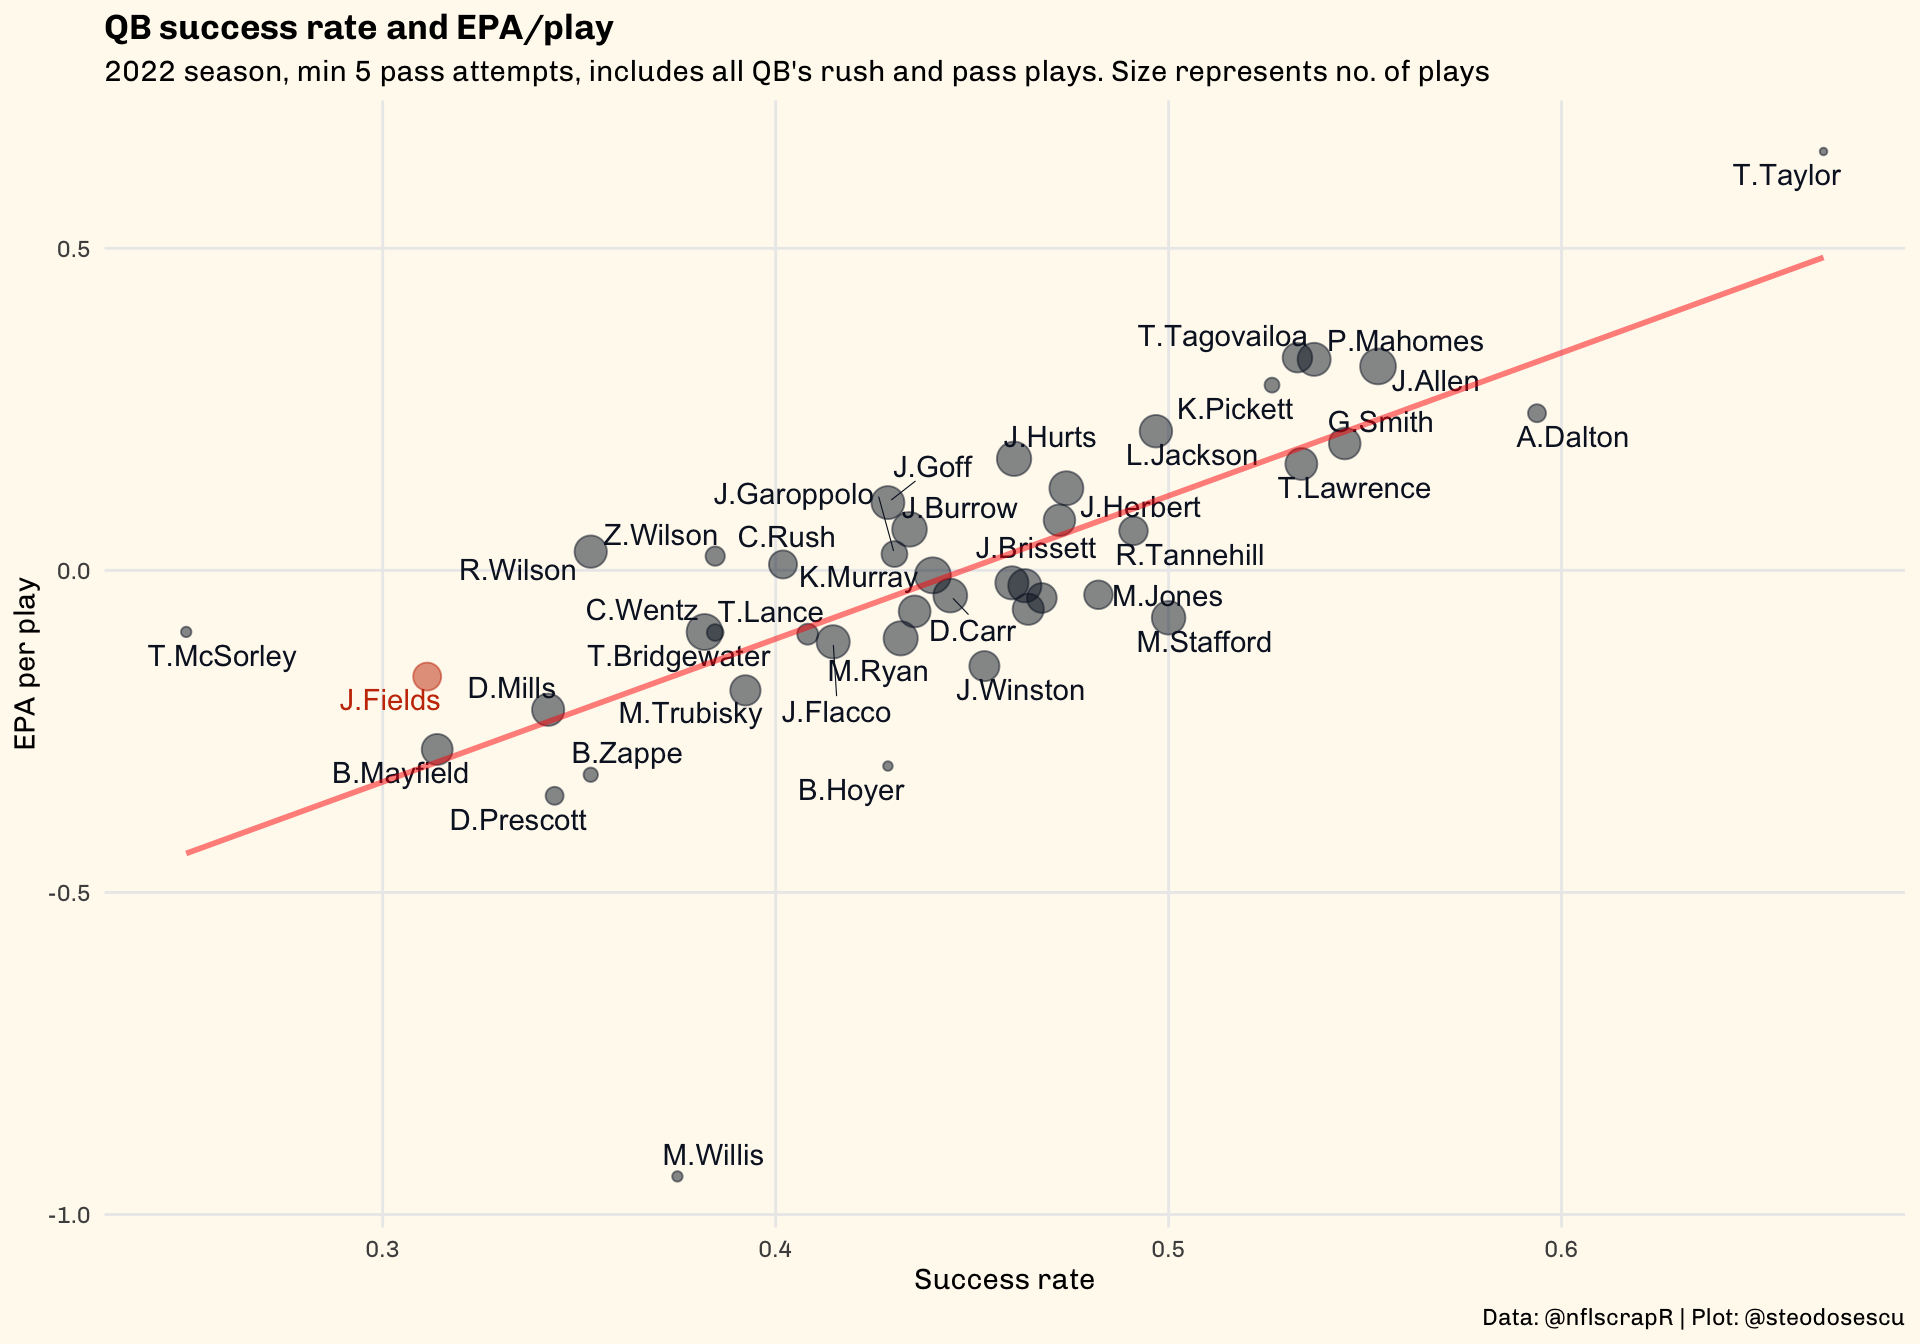 QB success rate and EPA/play
2022 season, min 5 pass attempts, includes all QB's rush and pass plays. Size represents no. of plays
T.Taylor
0.5
T.Tagovailoa
P.Mahomes
J.Allen
K.Pickett
G.Smith
A.Dalton
J.Hurts
L.Jackson
J.Goff
T.Lawrence
J.Garoppolo
J.Burrow
J.Herbert
Z.Wilson
C.Rush
J.Brissett
R.Tannehill
R.Wilson
0.0
K.Murray
M.Jones
C.Wentz
T.Lance
D.Carr
M.Stafford
T.McSorley
T.Bridgewater
M.Ryan
J.Winston
J.Fields
D.Mills
M.Trubisky
J.Flacco
B.Zappe
B.Mayfield
B.Hoyer
D.Prescott
-0.5
M.Willis
-1.0
EPA per play
0.3
0.4
0.5
0.6
Success rate
Data: @nflscrapR | Plot: @steodosescu